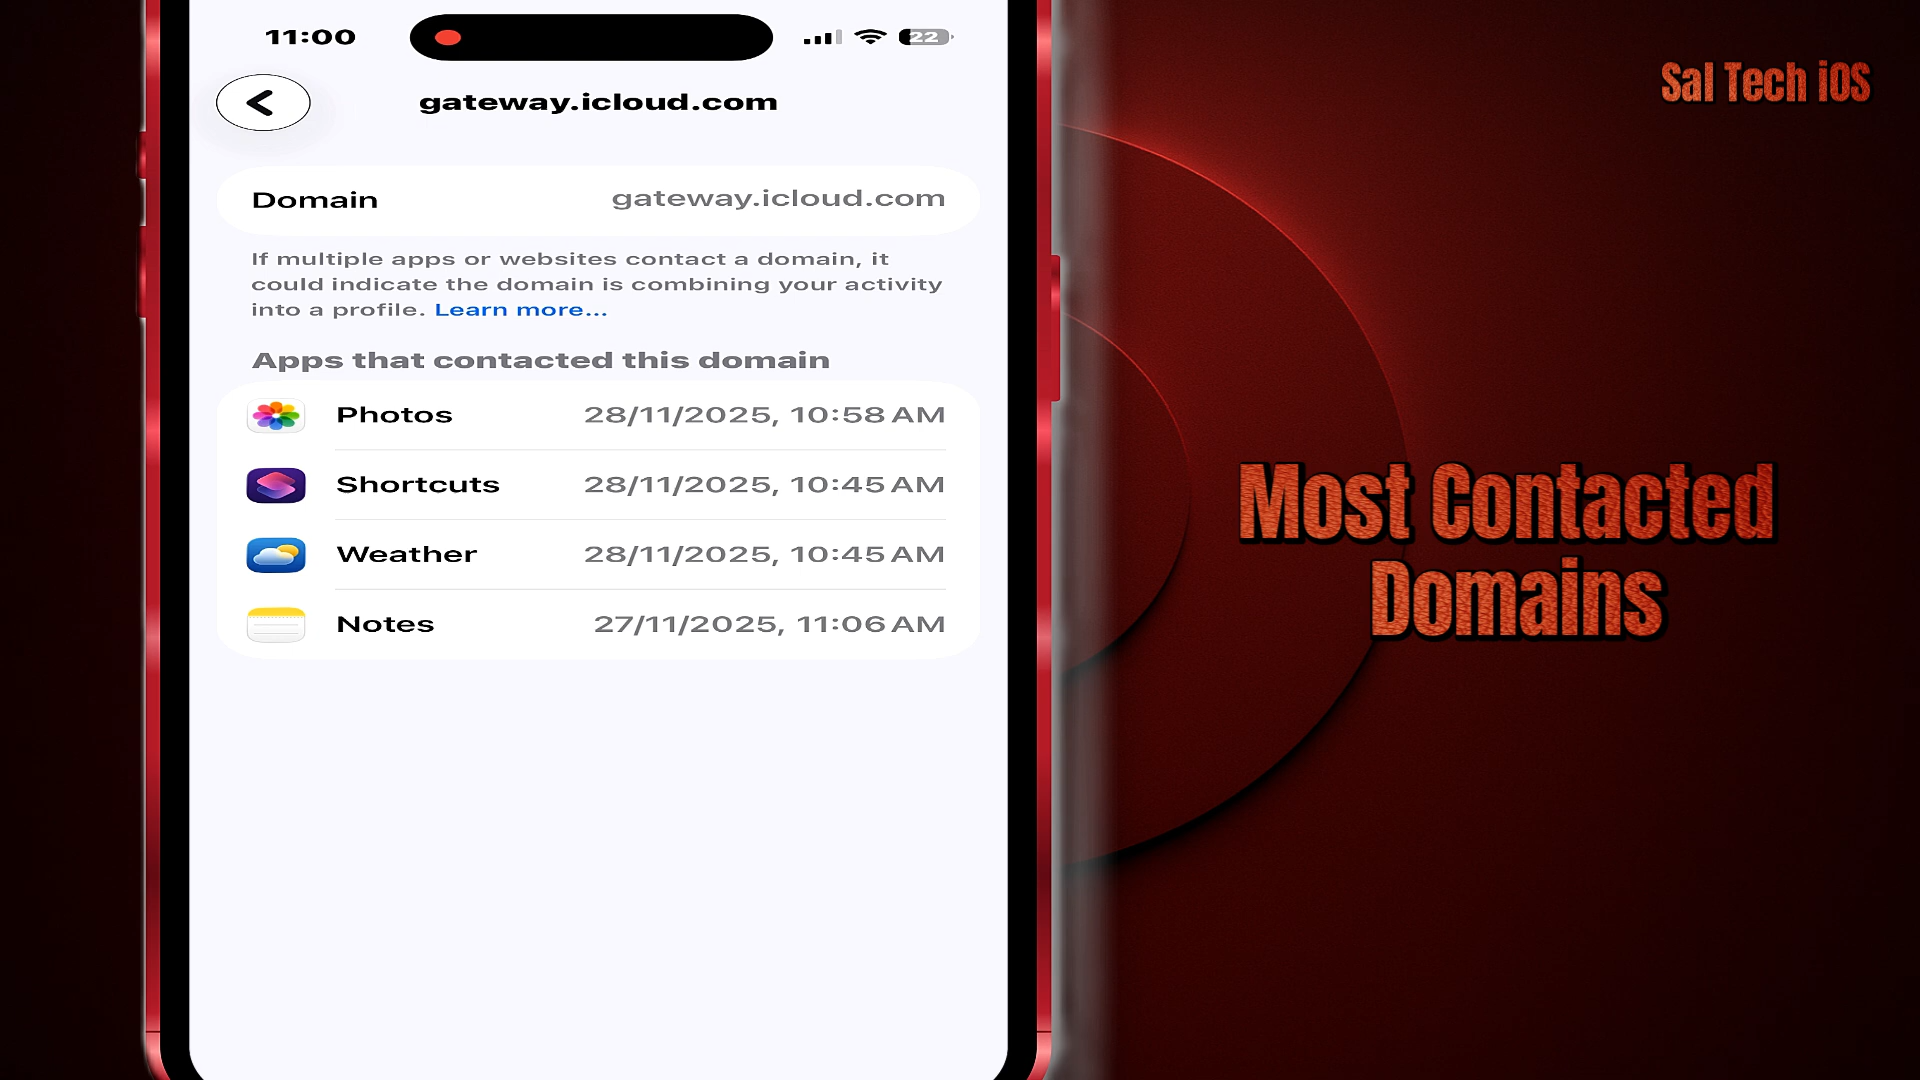 11:00
22
gateway.icloud.com
Domain gateway.icloud.com
If multiple apps or websites contact a domain, it
could indicate the domain is combining your activity
into a profile. Learn more...
Apps that contacted this domain
Photos 28/11/2025, 10:58 AM
Shortcuts 28/11/2025, 10:45 AM
Weather 28/11/2025, 10:45 AM
Notes 27/11/2025, 11:06 AM
Sal Tech iOS
Most Contacted
Domains